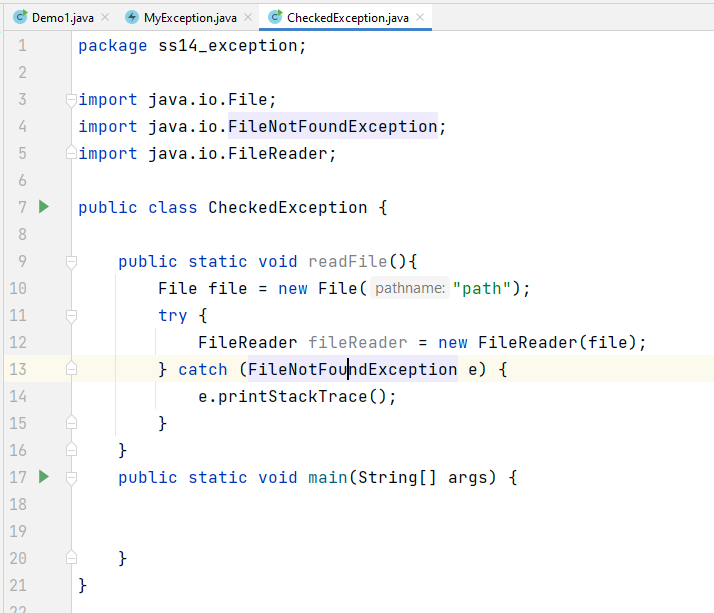 Demo1.java MyException.java CheckedException.java
1 package ss14_exception;
2
3 import java.io.File;
4 import java.io.FileNotFoundException;
5 import java.io.FileReader;
6
7 public class CheckedException {
8
9 public static void readFile(){
10 File file = new File( pathname: "path");
11 try {
12 FileReader fileReader = new FileReader(file);
13 } catch (FileNotFoundException e) {
14 e.printStackTrace();
15 }
16 }
17 public static void main(String[] args) {
18
19
20 }
21 }
22